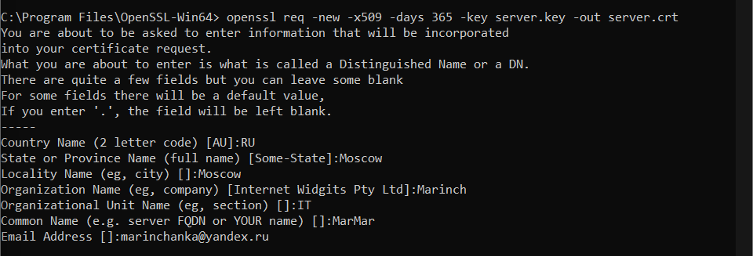 C:\Program Files\OpenSSL-Win64> openssl req -new -x509 -days 365 -key server.key -out server.crt
You are about to be asked to enter information that will be incorporated
into your certificate request.
What you are about to enter is what is called a Distinguished Name or a DN.
There are quite a few fields but you can leave some blank
For some fields there will be a default value,
If you enter '.', the field will be left blank.
-----
Country Name (2 letter code) [AU]:RU
State or Province Name (full name) [Some-State]:Moscow
Locality Name (eg, city) []:Moscow
Organization Name (eg, company) [Internet Widgits Pty Ltd]:Marinch
Organizational Unit Name (eg, section) []:IT
Common Name (e.g. server FQDN or YOUR name) []:MarMar
Email Address []:marinchanka@yandex.ru